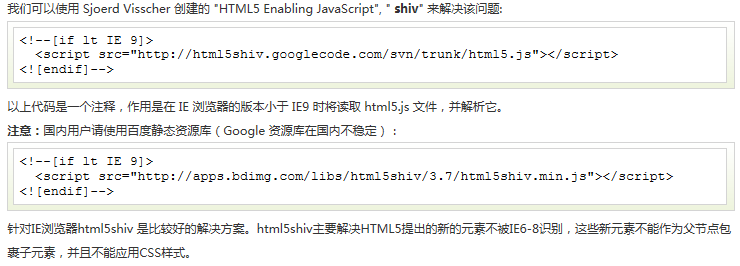 我们可以使用 Sjoerd Visscher 创建的 "HTML5 Enabling JavaScript", " shiv" 来解决该问题:
<!--[if lt IE 9]>
  <script src="http://html5shiv.googlecode.com/svn/trunk/html5.js"></script>
<![endif]-->
以上代码是一个注释，作用是在 IE 浏览器的版本小于 IE9 时将读取 html5.js 文件，并解析它。
注意：国内用户请使用百度静态资源库（Google 资源库在国内不稳定）：
<!--[if lt IE 9]>
  <script src="http://apps.bdimg.com/libs/html5shiv/3.7/html5shiv.min.js"></script>
<![endif]-->
针对IE浏览器html5shiv 是比较好的解决方案。html5shiv主要解决HTML5提出的新的元素不被IE6-8识别，这些新元素不能作为父节点包
裹子元素，并且不能应用CSS样式。